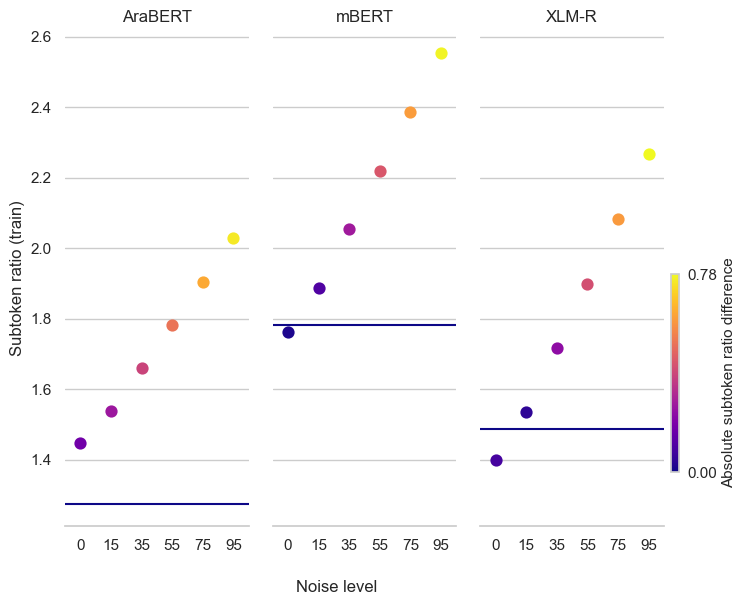 AraBERT mBERT XLM-R
2.6
2.4
2.2
2.0
1.8
1.6
1.4
Subtoken ratio (train)
0 15 35 55 75 95 0 15 35 55 75 95 0 15 35 55 75 95
Noise level
0.78
0.00
Absolute subtoken ratio difference